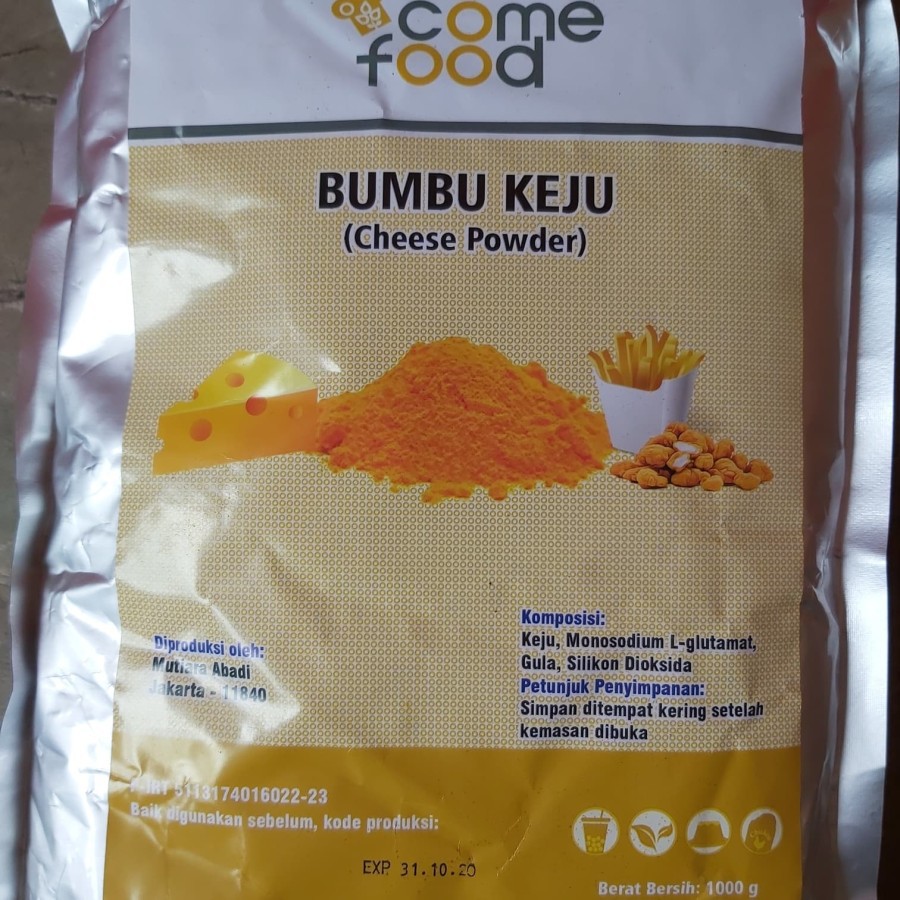 come
food
BUMBU KEJU
(Cheese Powder)
Diproduksi oleh:
Mutiara Abadi
Jakarta - 11840
Komposisi:
Keju, Monosodium L-glutamat,
Gula, Silikon Dioksida
Petunjuk Penyimpanan:
Simpan ditempat kering setelah
kemasan dibuka
P-IRT 5113174016022-23
Baik digunakan sebelum, kode produksi:
EXP 31.10.20
Berat Bersih: 1000 g